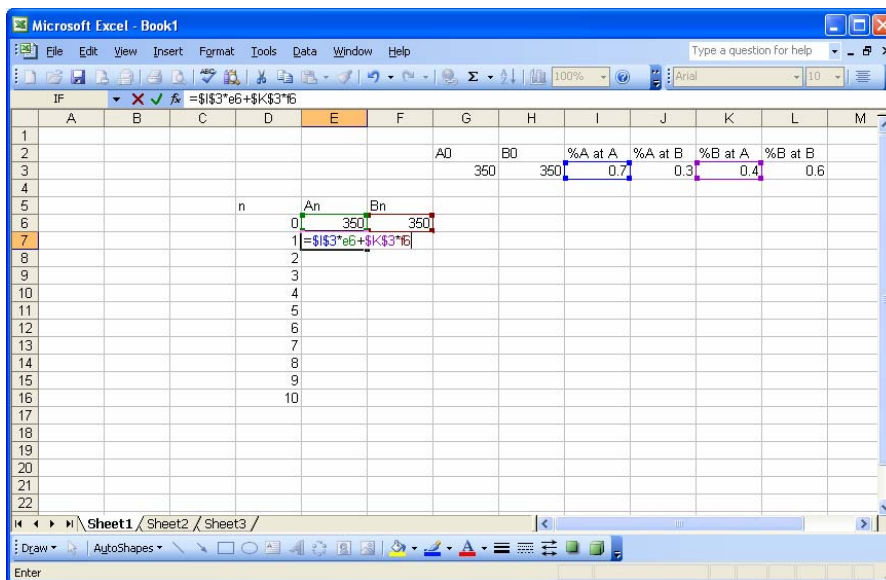 Microsoft Excel - Book1
File Edit View Insert Format Tools Data Window Help Type a question for help
100% Arial 10
IF =$I$3*e6+$K$3*f6
A B C D E F G H I J K L M
1
2 A0 B0 %A at A %A at B %B at A %B at B
3 350 350 0.7 0.3 0.4 0.6
4
5 n An Bn
6 0 350 350
7 1 =$I$3*e6+$K$3*f6
8 2
9 3
10 4
11 5
12 6
13 7
14 8
15 9
16 10
17
18
19
20
21
22
Sheet1 / Sheet2 / Sheet3 /
Draw AutoShapes
Enter